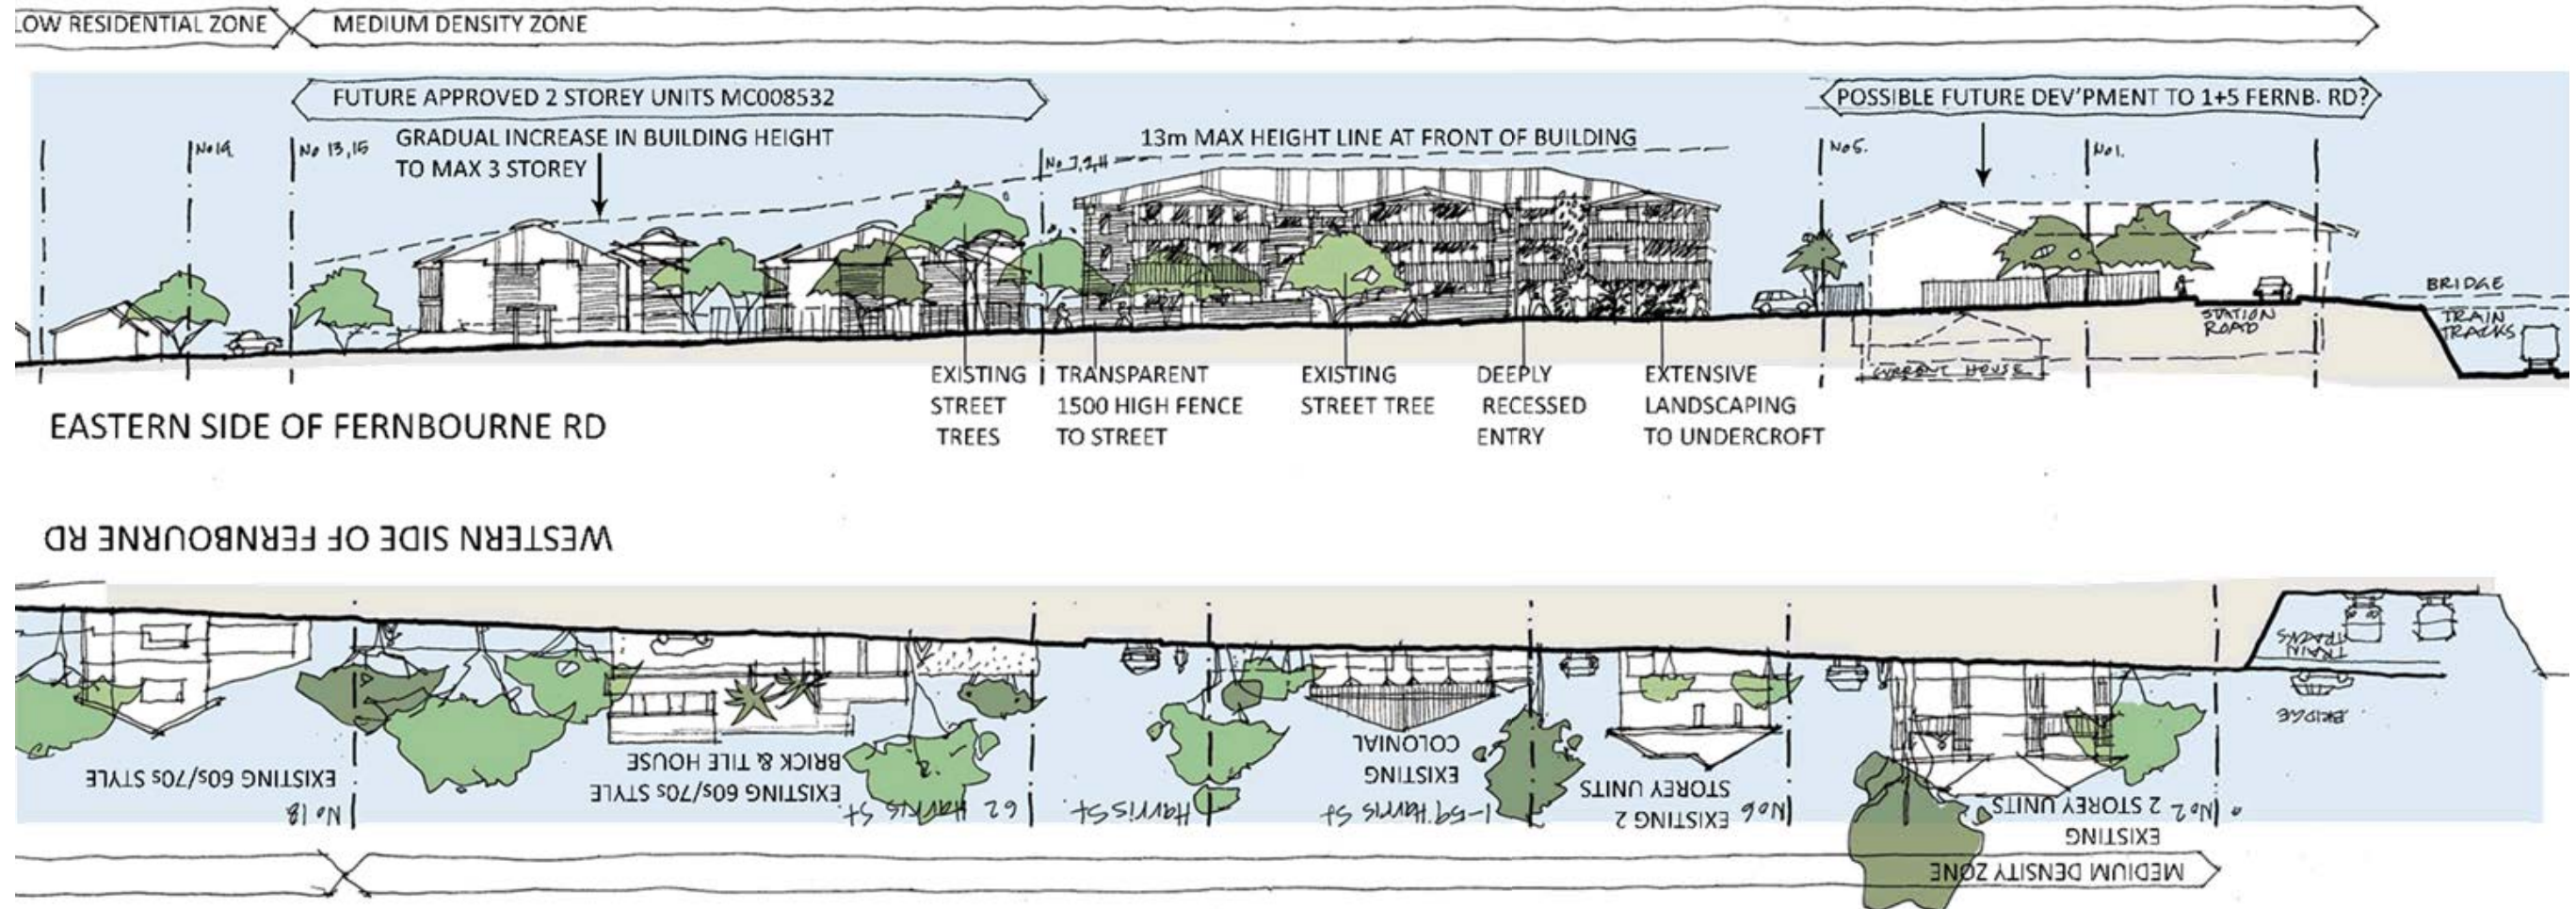 LOW RESIDENTIAL ZONE
MEDIUM DENSITY ZONE
FUTURE APPROVED 2 STOREY UNITS MC008532
POSSIBLE FUTURE DEV'PMENT TO 1+5 FERNB. RD?
GRADUAL INCREASE IN BUILDING HEIGHT
TO MAX 3 STOREY
13m MAX HEIGHT LINE AT FRONT OF BUILDING
No 19.
No 13,15
No 7,
No 5.
No 1.
BRIDGE
TRAIN
TRACKS
STATION
ROAD
CURRENT HOUSE
EXISTING
STREET
TREES
TRANSPARENT
1500 HIGH FENCE
TO STREET
EXISTING
STREET TREE
DEEPLY
RECESSED
ENTRY
EXTENSIVE
LANDSCAPING
TO UNDERCROFT
EASTERN SIDE OF FERNBOURNE RD
WESTERN SIDE OF FERNBOURNE RD
MEDIUM DENSITY ZONE
No 2
EXISTING
2 STOREY UNITS
No 6
EXISTING 2
STOREY UNITS
1-59 Harris St
EXISTING
COLONIAL
Harris St.
62 Harris St.
EXISTING 60s/70s STYLE
BRICK & TILE HOUSE
No 18
EXISTING 60s/70s STYLE
BRIDGE
TRAIN
TRACKS